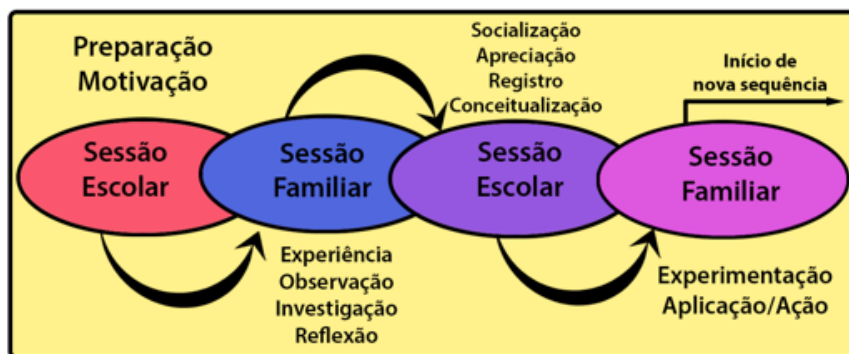 Preparação
Motivação
Sessão
Escolar
Sessão
Familiar
Experiência
Observação
Investigação
Reflexão
Socialização
Apreciação
Registro
Conceitualização
Sessão
Escolar
Sessão
Familiar
Experimentação
Aplicação/Ação
Início de
nova sequência